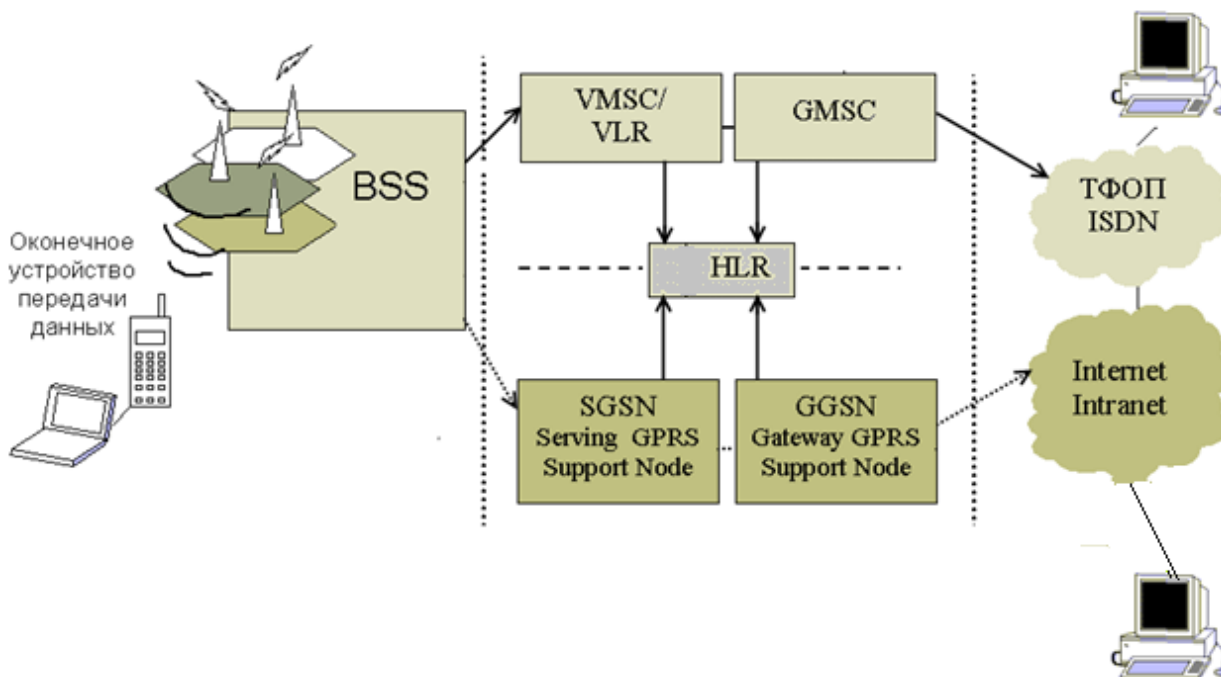 VMSC/
VLR
GMSC
BSS
ТФОП
ISDN
Оконечное
устройство
передачи
данных
HLR
Internet
Intranet
SGSN
Serving GPRS
Support Node
GGSN
Gateway GPRS
Support Node